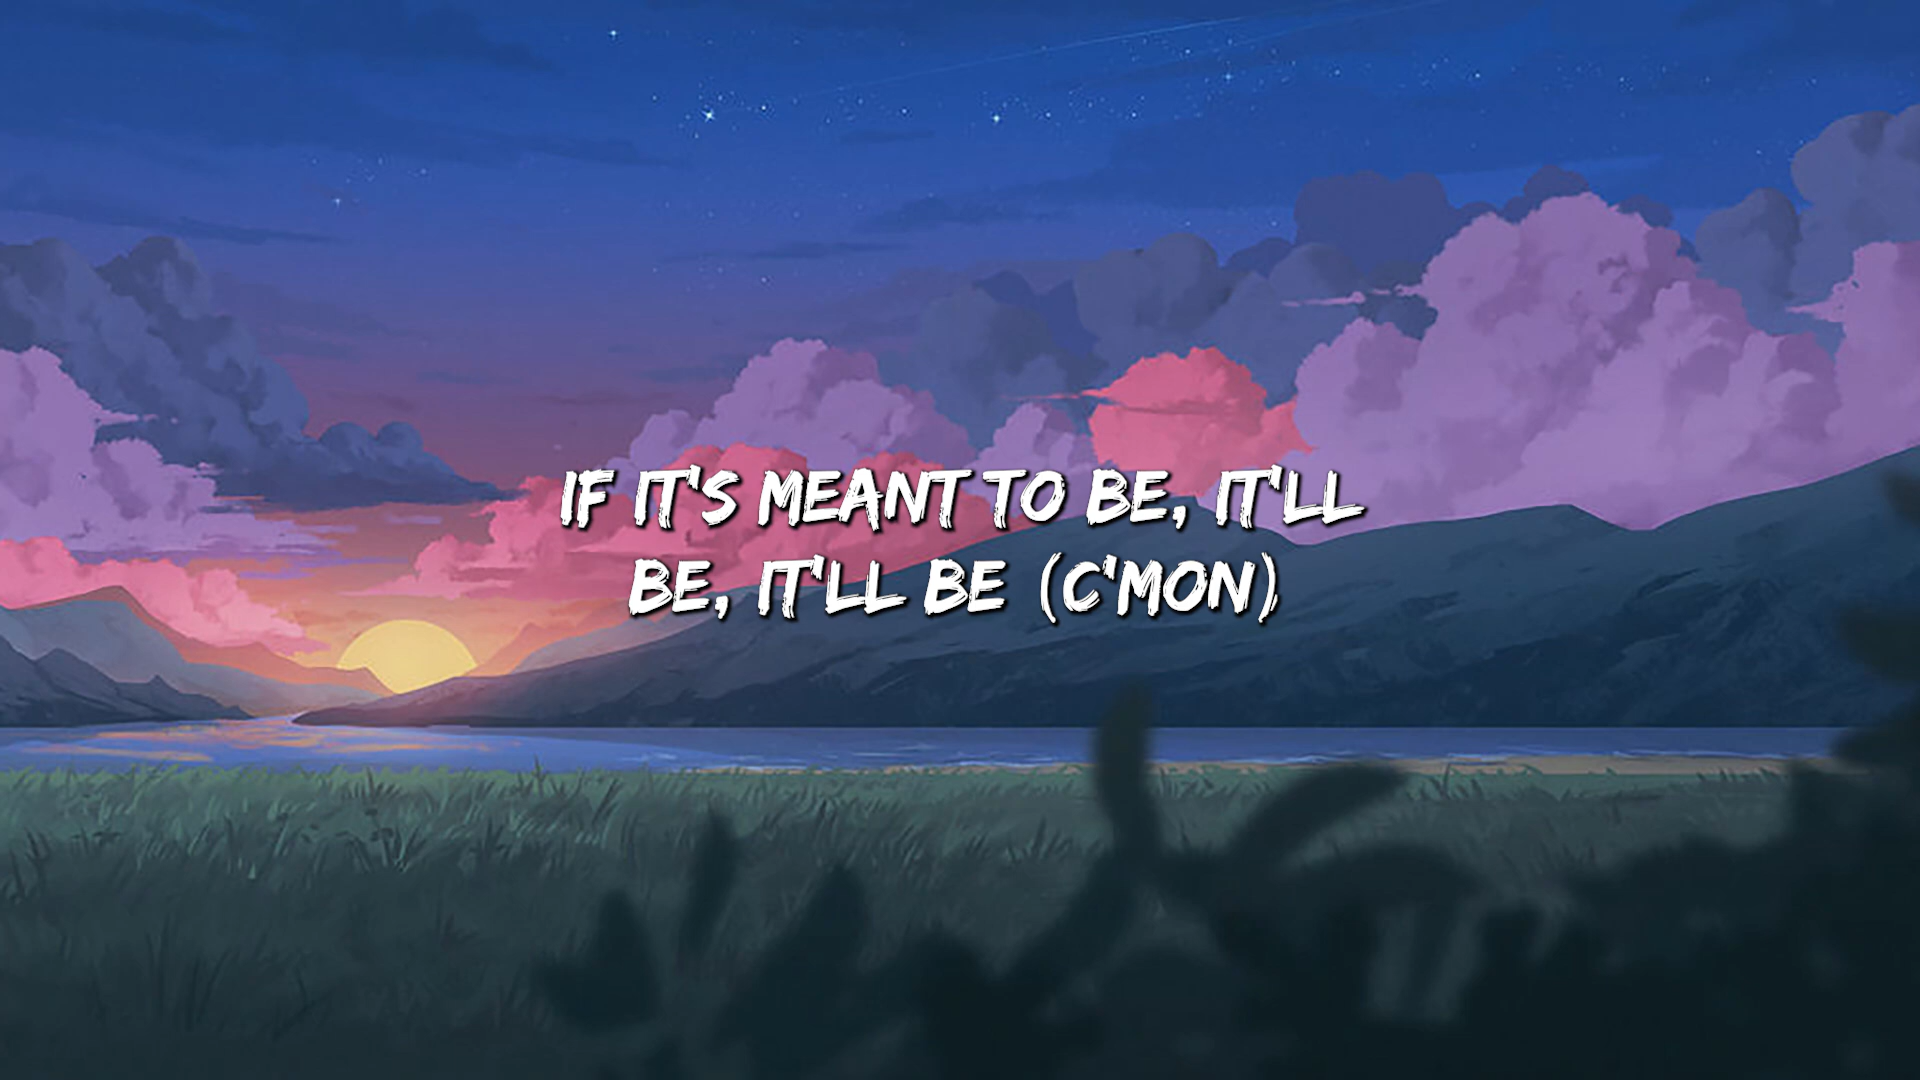 IF IT'S MEANT TO BE, IT'LL
BE, IT'LL BE (C'MON)